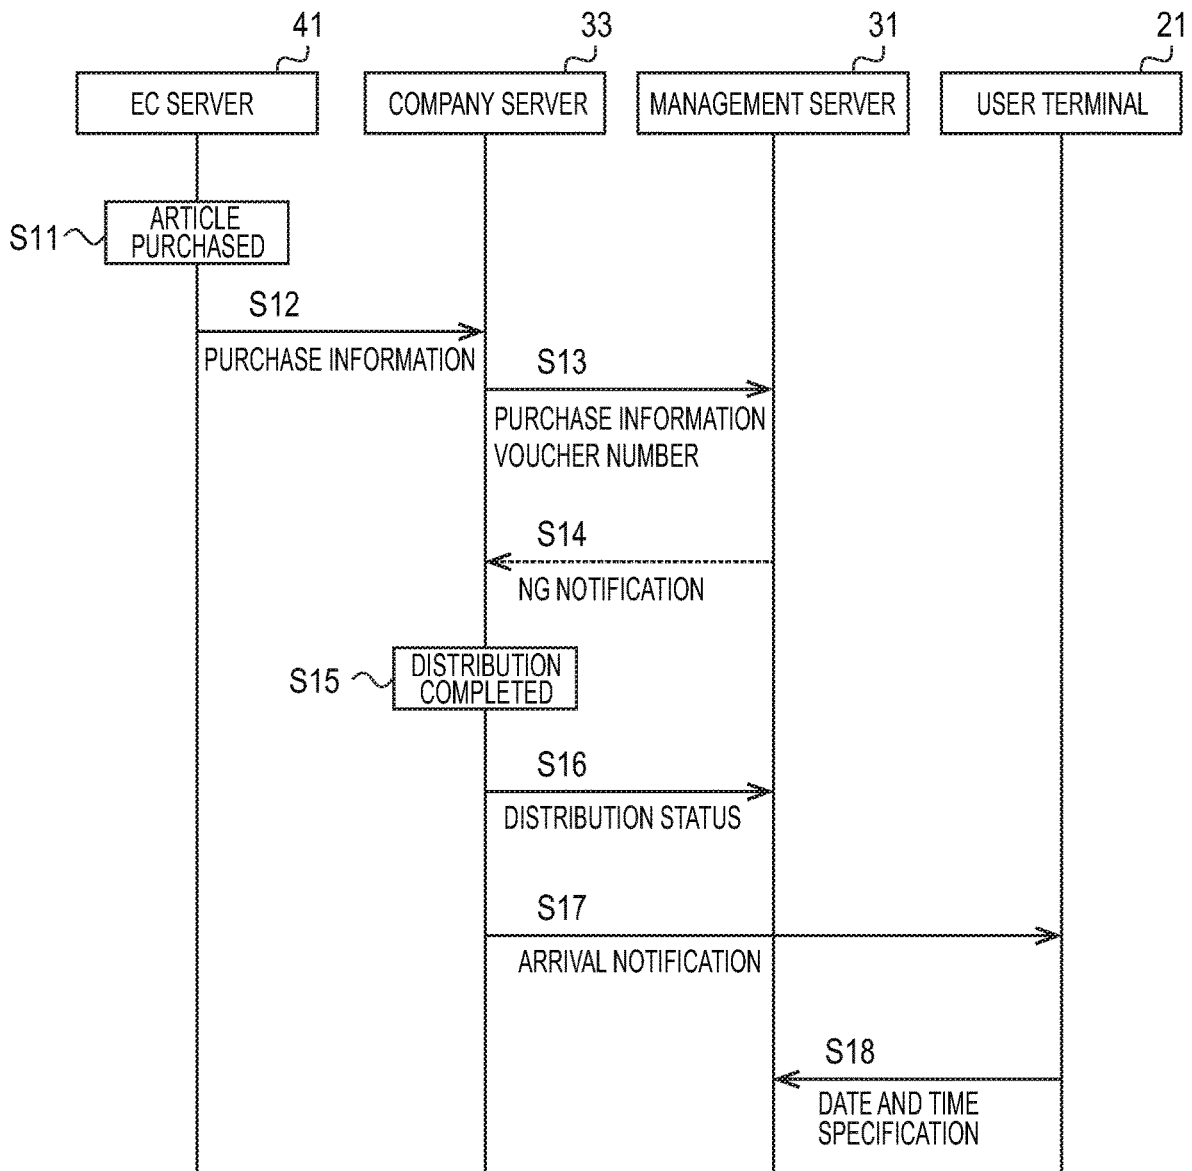 41
33
31
21
EC SERVER
COMPANY SERVER
MANAGEMENT SERVER
USER TERMINAL
S11
ARTICLE
PURCHASED
S12
PURCHASE INFORMATION
S13
PURCHASE INFORMATION
VOUCHER NUMBER
S14
NG NOTIFICATION
S15
DISTRIBUTION
COMPLETED
S16
DISTRIBUTION STATUS
S17
ARRIVAL NOTIFICATION
S18
DATE AND TIME
SPECIFICATION